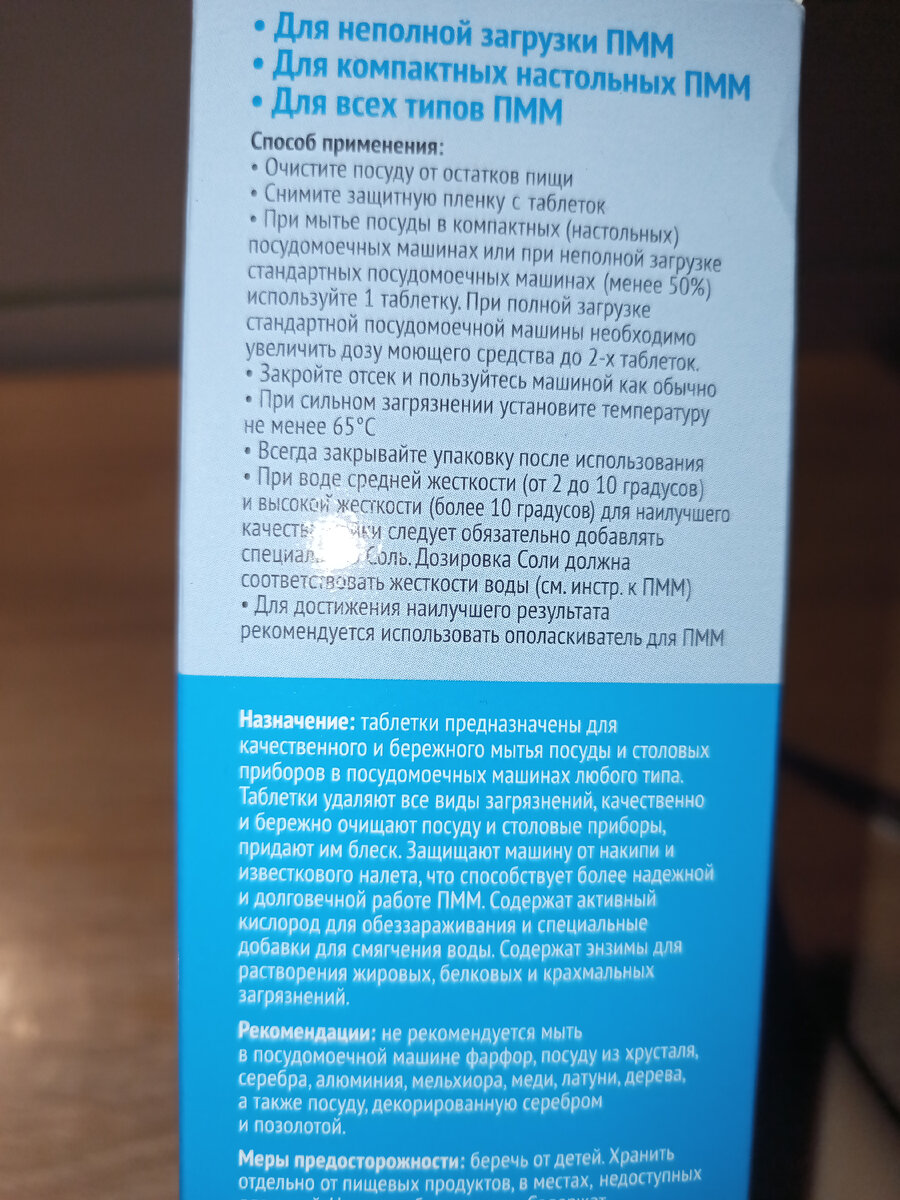 • Для неполной загрузки ПММ
• Для компактных настольных ПММ
• Для всех типов ПММ
Способ применения:
• Очистите посуду от остатков пищи
• Снимите защитную пленку с таблеток
• При мытье посуды в компактных (настольных)
посудомоечных машинах или при неполной загрузке
стандартных посудомоечных машинах (менее 50%)
используйте 1 таблетку. При полной загрузке
стандартной посудомоечной машины необходимо
увеличить дозу моющего средства до 2-х таблеток.
• Закройте отсек и пользуйтесь машиной как обычно
• При сильном загрязнении установите температуру
не менее 65°С
• Всегда закрывайте упаковку после использования
• При воде средней жесткости (от 2 до 10 градусов)
и высокой жесткости (более 10 градусов) для наилучшего
следует обязательно добавлять
Соль. Дозировка Соли должна
соответствовать жесткости воды (см. инстр. к ПММ)
• Для достижения наилучшего результата
рекомендуется использовать ополаскиватель для ПММ
Назначение: таблетки предназначены для
качественного и бережного мытья посуды и столовых
приборов в посудомоечных машинах любого типа.
Таблетки удаляют все виды загрязнений, качественно
и бережно очищают посуду и столовые приборы,
придают им блеск. Защищают машину от накипи и
известкового налета, что способствует более надежной
и долговечной работе ПММ. Содержат активный
кислород для обеззараживания и специальные
добавки для смягчения воды. Содержат энзимы для
растворения жировых, белковых и крахмальных
загрязнений.
Рекомендации: не рекомендуется мыть
в посудомоечной машине фарфор, посуду из хрусталя,
серебра, алюминия, мельхиора, меди, латуни, дерева,
а также посуду, декорированную серебром
и позолотой.
Меры предосторожности: беречь от детей. Хранить
отдельно от пищевых продуктов, в местах, недоступных